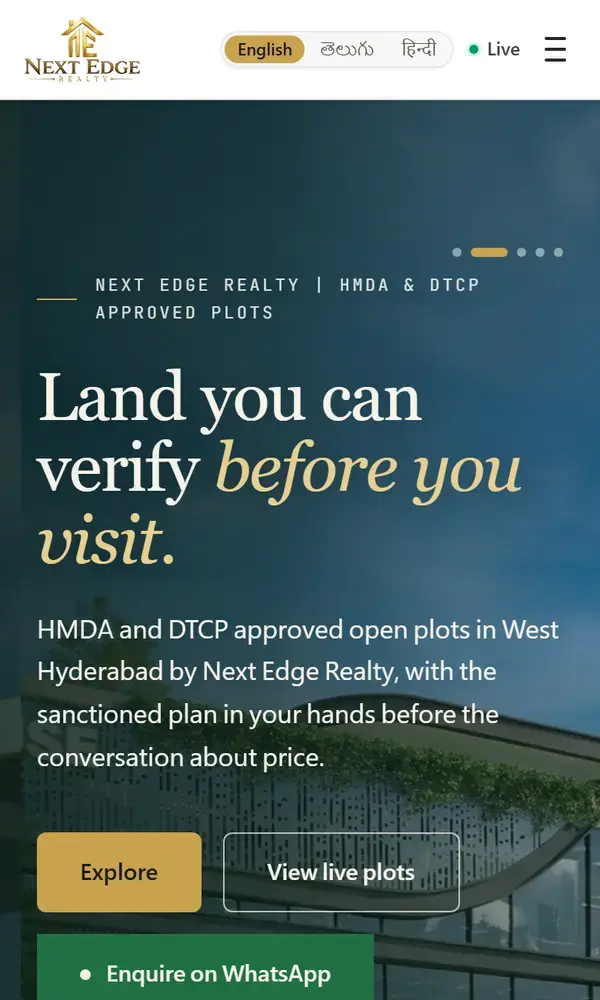 NEXT EDGE
REALTY
English
తెలుగు
हिन्दी
Live
NEXT EDGE REALTY | HMDA & DTCP
APPROVED PLOTS
Land you can
verify before you
visit.
HMDA and DTCP approved open plots in West
Hyderabad by Next Edge Realty, with the
sanctioned plan in your hands before the
conversation about price.
Explore
View live plots
Enquire on WhatsApp